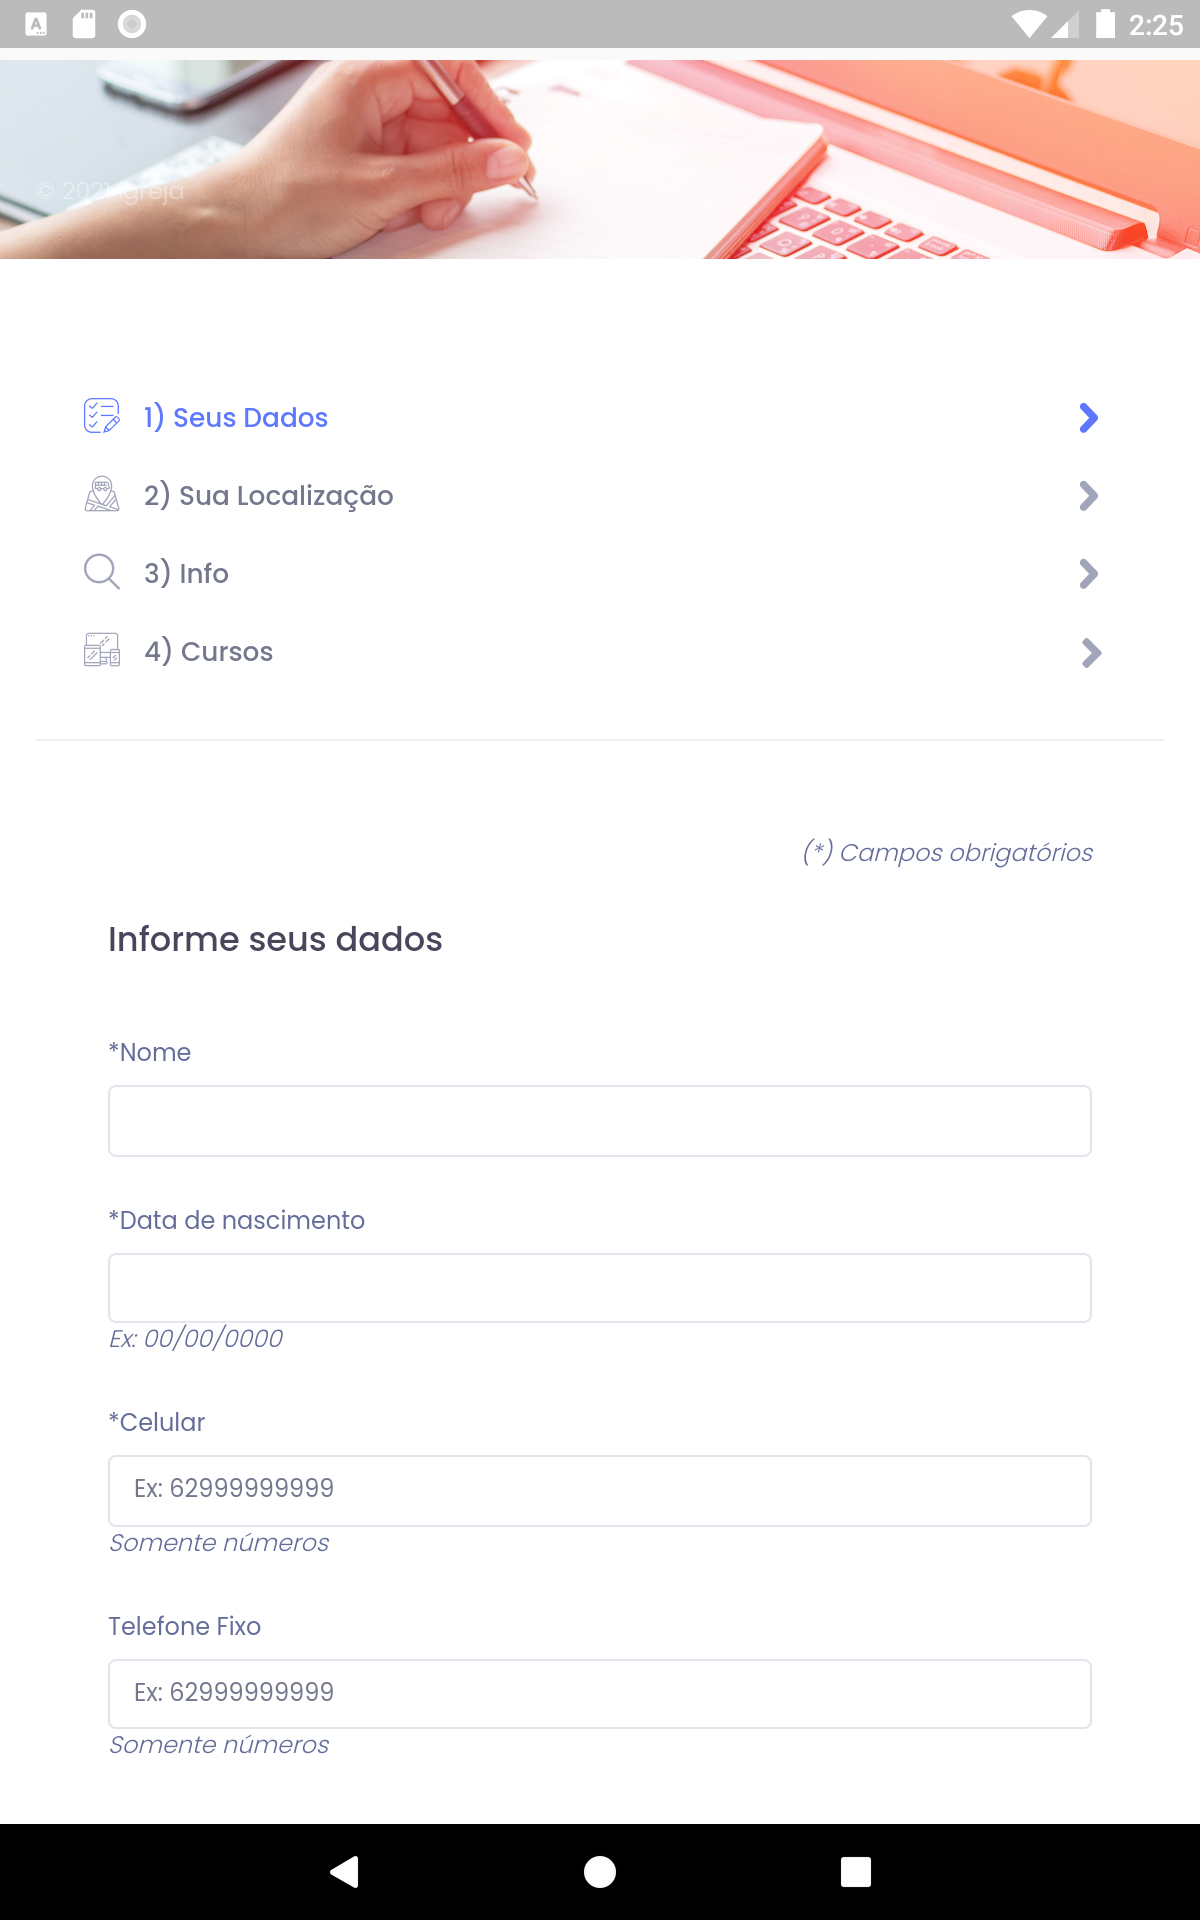 2:25
© 2021 Igreja
1) Seus Dados
2) Sua Localização
3) Info
4) Cursos
(*) Campos obrigatórios
Informe seus dados
*Nome
*Data de nascimento
Ex: 00/00/0000
*Celular
Ex: 62999999999
Somente números
Telefone Fixo
Ex: 62999999999
Somente números